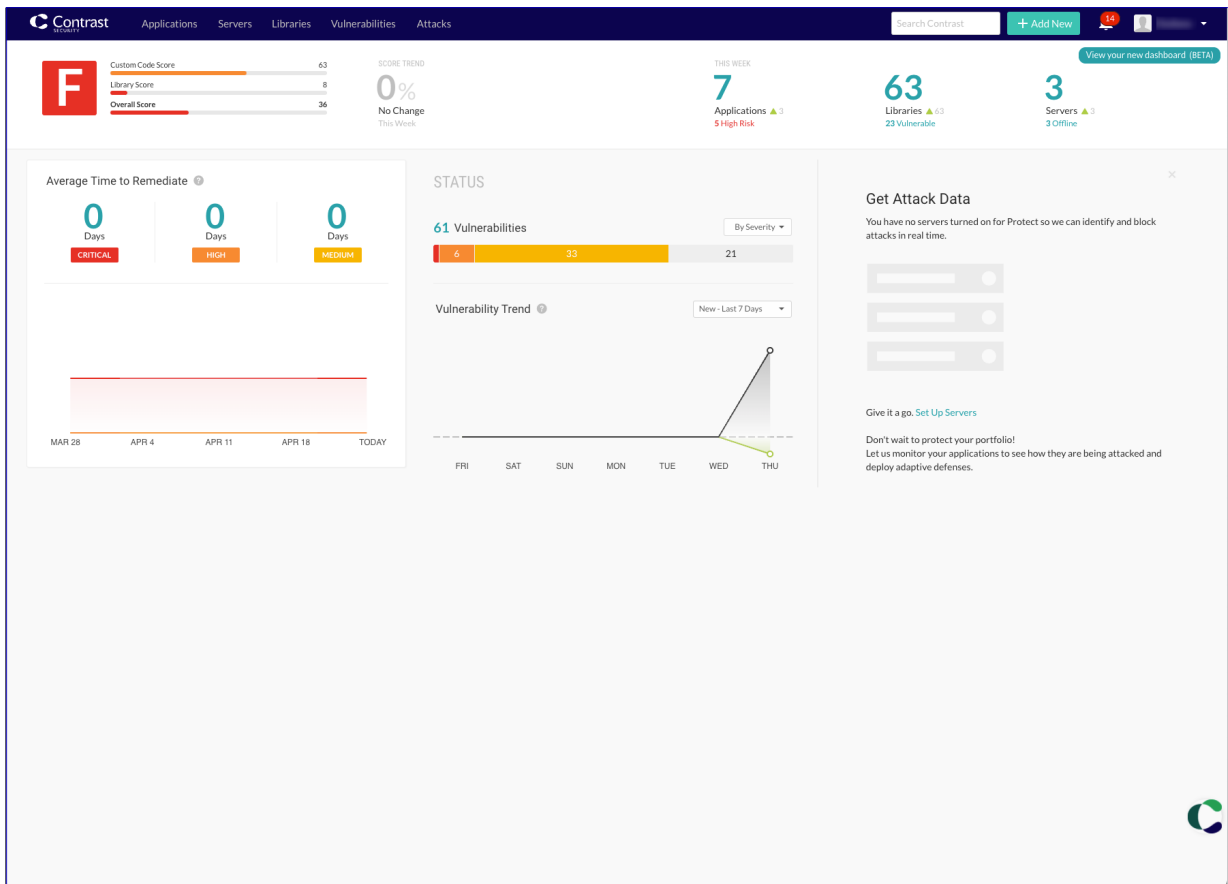 Contrast
SECURITY
Applications Servers Libraries Vulnerabilities Attacks
Search Contrast
+ Add New
14
View your new dashboard (BETA)
F
Custom Code Score 63
Library Score 8
Overall Score 36
SCORE TREND
0%
No Change
This Week
THIS WEEK
7
Applications ▲ 3
5 High Risk
63
Libraries ▲ 63
23 Vulnerable
3
Servers ▲ 3
3 Offline
Average Time to Remediate ?
0 0 0
Days Days Days
CRITICAL HIGH MEDIUM
MAR 28 APR 4 APR 11 APR 18 TODAY
STATUS
61 Vulnerabilities
By Severity
6 33 21
Vulnerability Trend ?
New - Last 7 Days
FRI SAT SUN MON TUE WED THU
×
Get Attack Data
You have no servers turned on for Protect so we can identify and block
attacks in real time.
Give it a go. Set Up Servers
Don't wait to protect your portfolio!
Let us monitor your applications to see how they are being attacked and
deploy adaptive defenses.